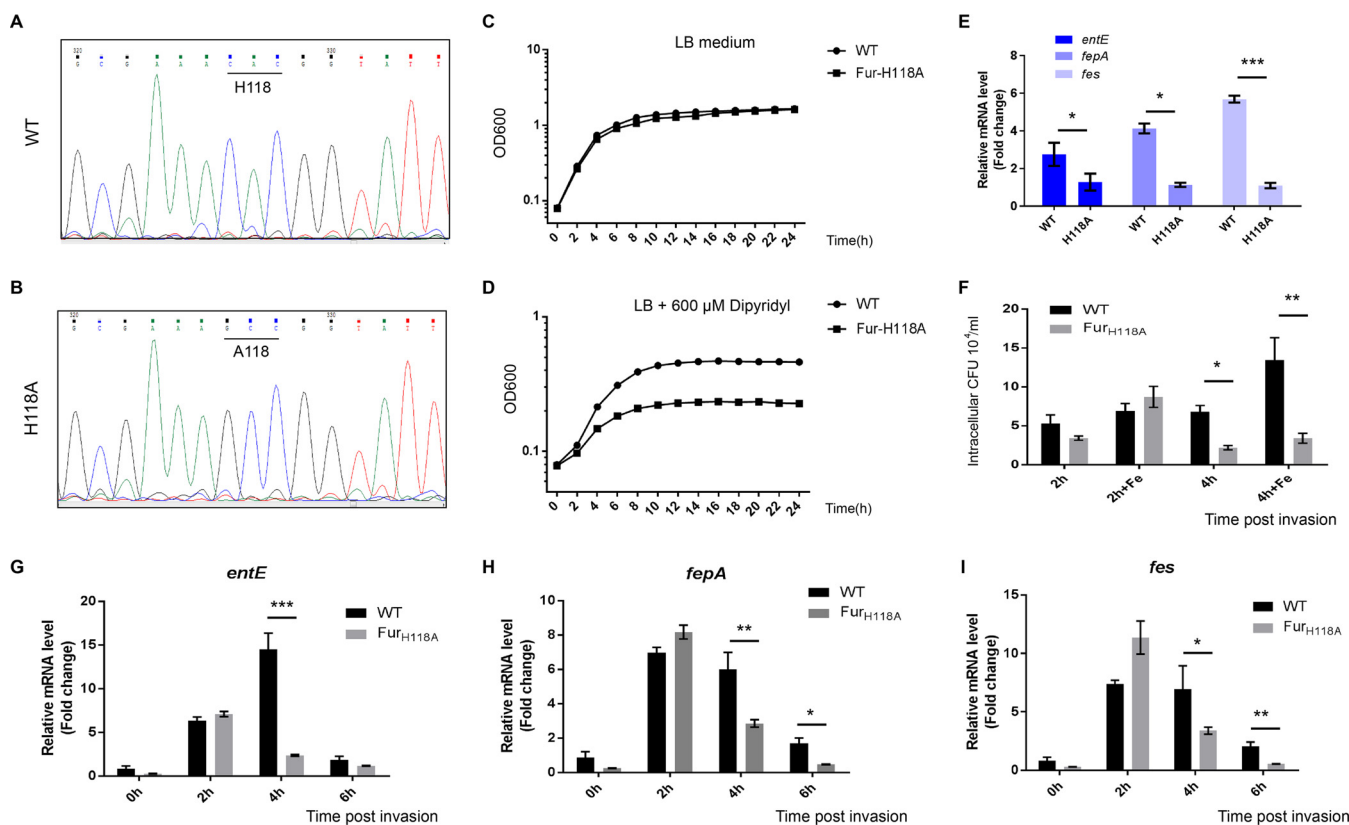 A
320 330
G C G A A A C A C G G T A T T
H118
WT
B
320 330
G C G A A A G C C G G T A T T
A118
H118A
C
LB medium
WT
Fur-H118A
OD600
10
1
0.1
0 2 4 6 8 10 12 14 16 18 20 22 24
Time(h)
D
LB + 600 μM Dipyridyl
WT
Fur-H118A
OD600
1
0.1
0 2 4 6 8 10 12 14 16 18 20 22 24
Time(h)
E
entE
fepA
fes
Relative mRNA level
(Fold change)
8
6
4
2
0
* * ***
WT H118A WT H118A WT H118A
F
WT
FurH118A
Intracellular CFU 10^4/ml
20
15
10
5
0
* **
2h 2h+Fe 4h 4h+Fe
Time post invasion
G
entE
WT
FurH118A
Relative mRNA level
(Fold change)
20
15
10
5
0
***
0h 2h 4h 6h
Time post invasion
H
fepA
WT
FurH118A
Relative mRNA level
(Fold change)
10
8
6
4
2
0
** *
0h 2h 4h 6h
Time post invasion
I
fes
WT
FurH118A
Relative mRNA level
(Fold change)
15
10
5
0
* **
0h 2h 4h 6h
Time post invasion